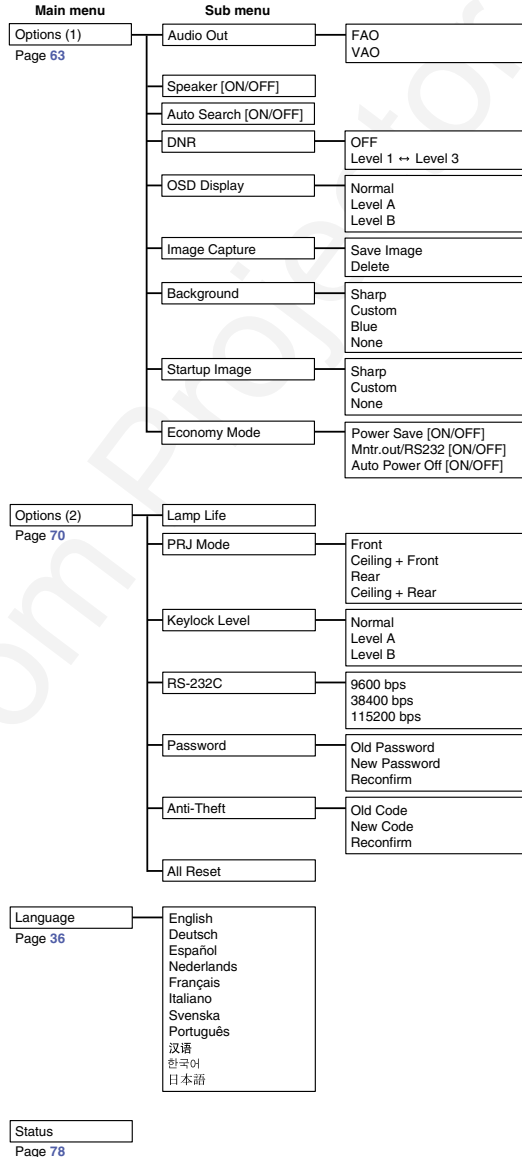 Main menu
Sub menu
Options (1)
Page 63
Audio Out
FAO
VAO
Speaker [ON/OFF]
Auto Search [ON/OFF]
DNR
OFF
Level 1 ↔ Level 3
OSD Display
Normal
Level A
Level B
Image Capture
Save Image
Delete
Background
Sharp
Custom
Blue
None
Startup Image
Sharp
Custom
None
Economy Mode
Power Save [ON/OFF]
Mntr.out/RS232 [ON/OFF]
Auto Power Off [ON/OFF]
Options (2)
Page 70
Lamp Life
PRJ Mode
Front
Ceiling + Front
Rear
Ceiling + Rear
Keylock Level
Normal
Level A
Level B
RS-232C
9600 bps
38400 bps
115200 bps
Password
Old Password
New Password
Reconfirm
Anti-Theft
Old Code
New Code
Reconfirm
All Reset
Language
Page 36
English
Deutsch
Español
Nederlands
Français
Italiano
Svenska
Português
汉语
한국어
日本語
Status
Page 78
om Projector